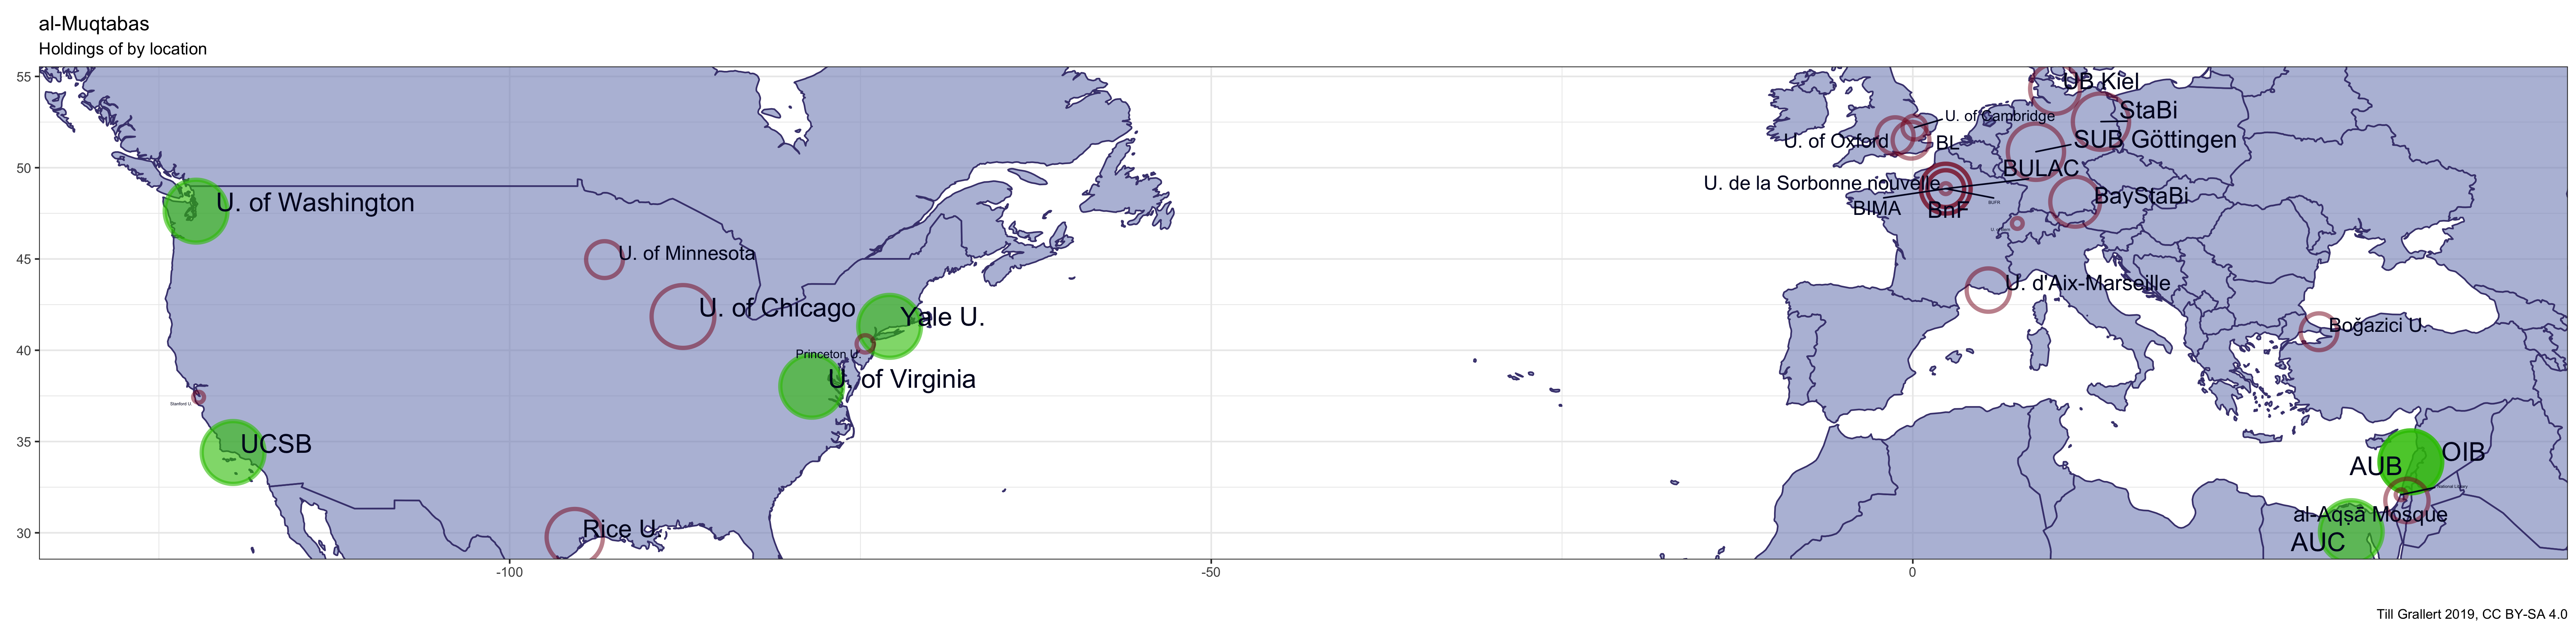 al-Muqtabas
Holdings of by location
55
50
45
40
35
30
U. of Washington
U. of Minnesota
U. of Chicago
Yale U.
Princeton U.
U. of Virginia
Stanford U.
UCSB
Rice U.
UB Kiel
StaBi
U. of Cambridge
U. of Oxford
BL
SUB Göttingen
BULAC
U. de la Sorbonne nouvelle
BIMA
BnF
BayStaBi
U. d'Aix-Marseille
Boğazici U.
OIB
AUB
National Library
al-Aqṣā Mosque
AUC
-100
-50
0
Till Grallert 2019, CC BY-SA 4.0